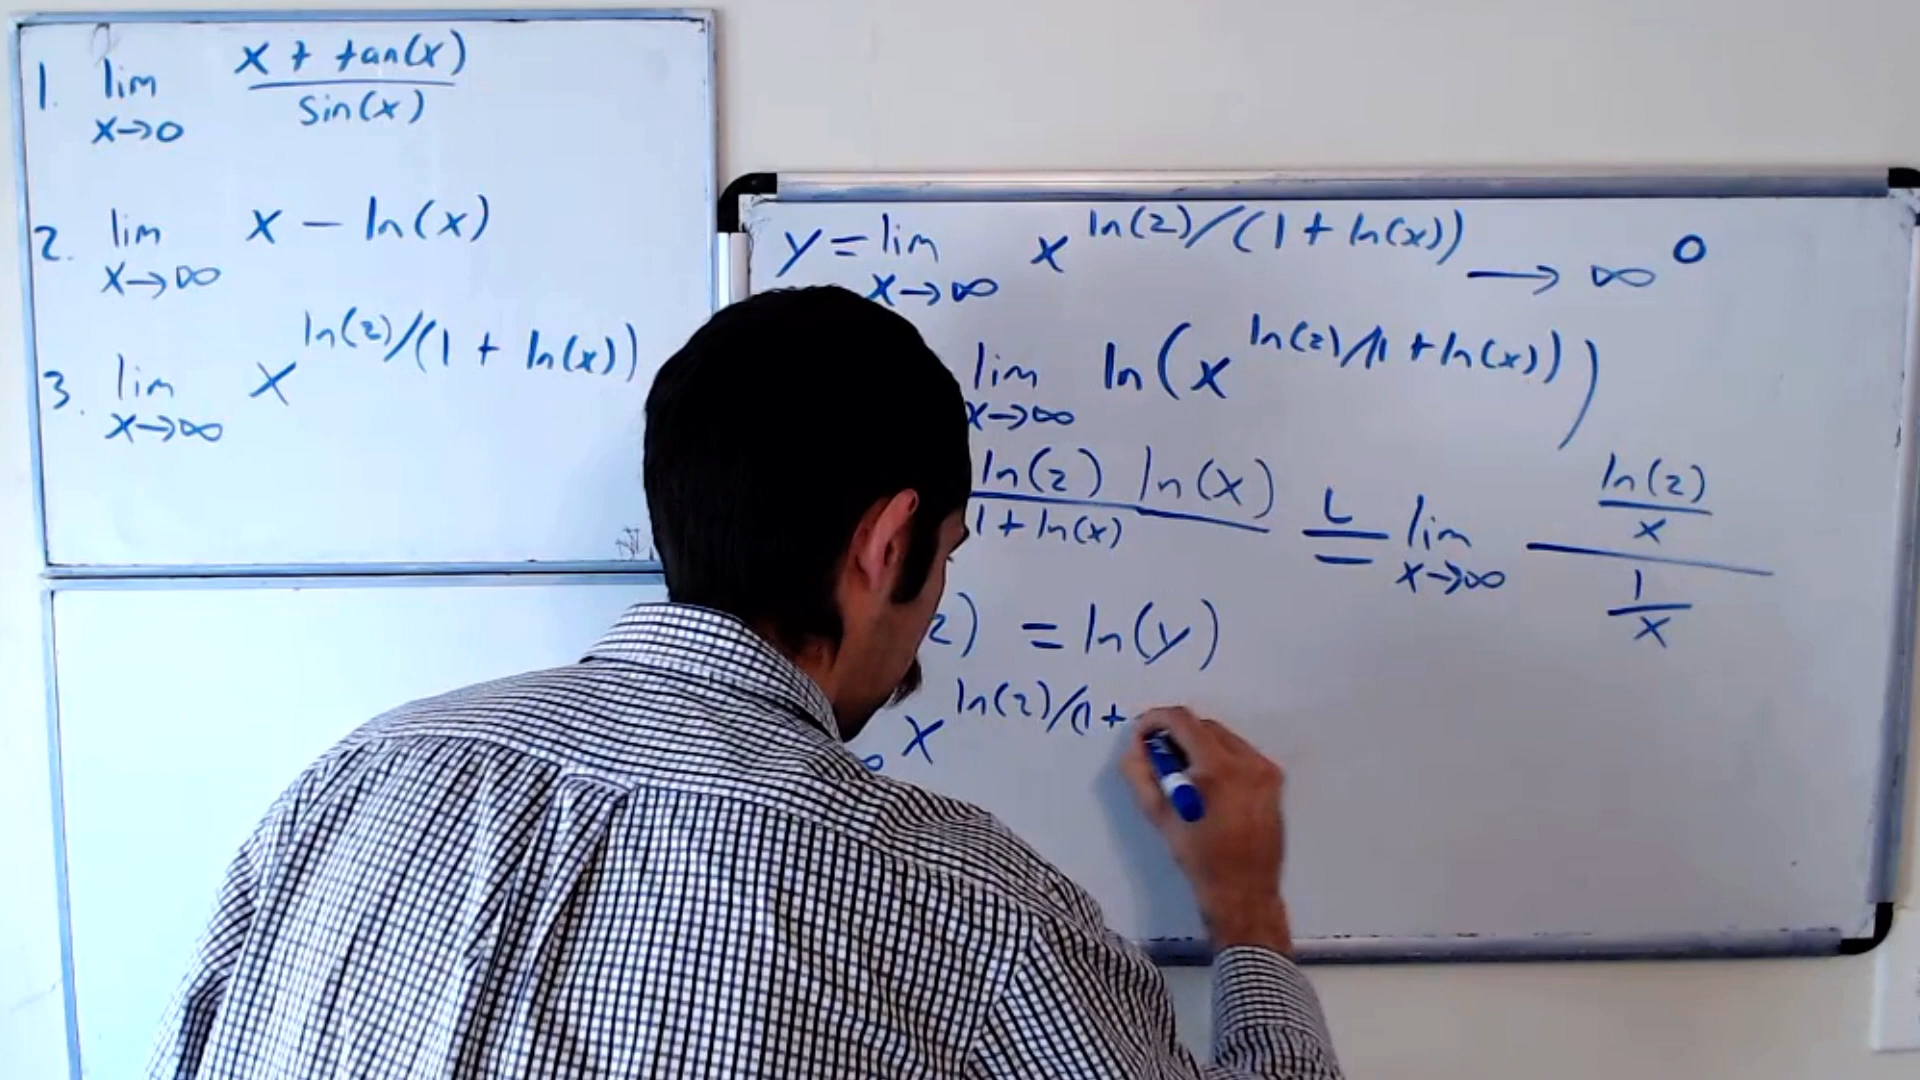 1. lim x→0 x + tan(x) / sin(x)
2. lim x→∞ x − ln(x)
3. lim x→∞ x^ln(2)/(1 + ln(x))
y = lim x→∞ x^ln(2)/(1 + ln(x)) → ∞^0
lim x→∞ ln(x^ln(2)/(1 + ln(x)))
ln(2) ln(x) / 1 + ln(x) L= lim x→∞ ln(2)/x / 1/x
2) = ln(y)
∞ x^ln(2)/(1+